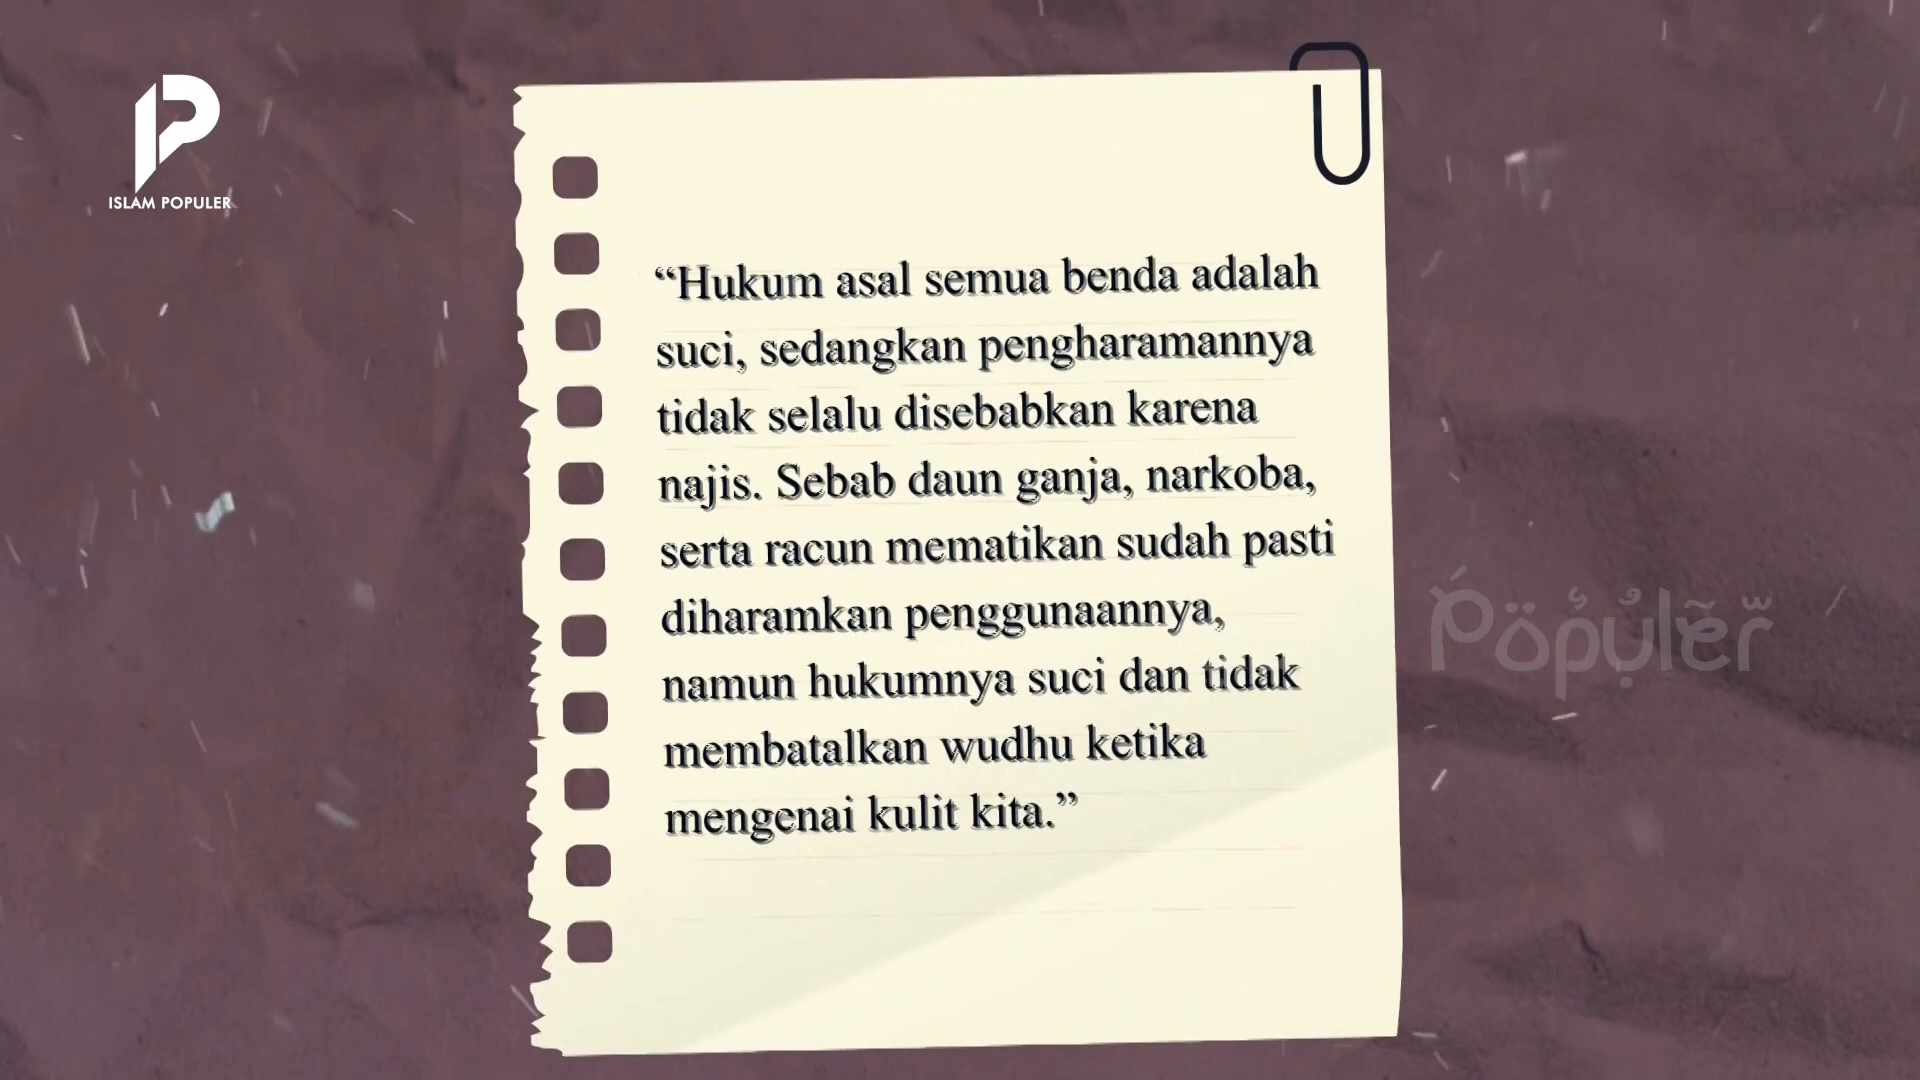 ISLAM POPULER
“Hukum asal semua benda adalah
suci, sedangkan pengharamannya
tidak selalu disebabkan karena
najis. Sebab daun ganja, narkoba,
serta racun mematikan sudah pasti
diharamkan penggunaannya,
namun hukumnya suci dan tidak
membatalkan wudhu ketika
mengenai kulit kita.”
Populer